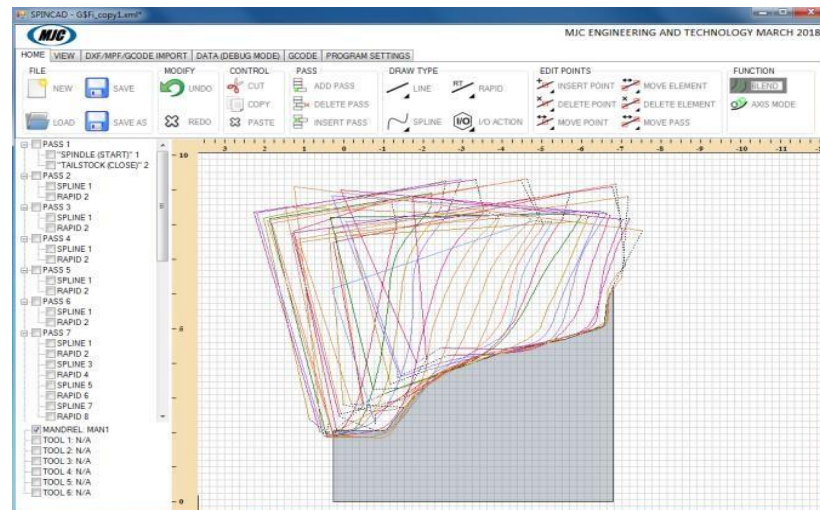 SPINCAD - G$Fi_copy1.xml*
MJC
MJC ENGINEERING AND TECHNOLOGY MARCH 2018
HOME VIEW DXF/MPF/GCODE IMPORT DATA (DEBUG MODE) GCODE PROGRAM SETTINGS
FILE MODIFY CONTROL PASS DRAW TYPE EDIT POINTS FUNCTION
NEW SAVE UNDO CUT ADD PASS LINE RT RAPID INSERT POINT MOVE ELEMENT BLEND
COPY DELETE PASS DELETE POINT DELETE ELEMENT AXIS MODE
LOAD SAVE AS REDO PASTE INSERT PASS SPLINE I/O I/O ACTION MOVE POINT MOVE PASS
PASS 1
"SPINDLE (START)" 1
"TAILSTOCK (CLOSE)" 2
PASS 2
SPLINE 1
RAPID 2
PASS 3
SPLINE 1
RAPID 2
PASS 4
SPLINE 1
RAPID 2
PASS 5
SPLINE 1
RAPID 2
PASS 6
SPLINE 1
RAPID 2
PASS 7
SPLINE 1
RAPID 2
SPLINE 3
RAPID 4
SPLINE 5
RAPID 6
SPLINE 7
RAPID 8
MANDREL: MAN1
TOOL 1: N/A
TOOL 2: N/A
TOOL 3: N/A
TOOL 4: N/A
TOOL 5: N/A
TOOL 6: N/A
3 2 1 0 -1 -2 -3 -4 -5 -6 -7 -8 -9 -10 -11
10
5
0